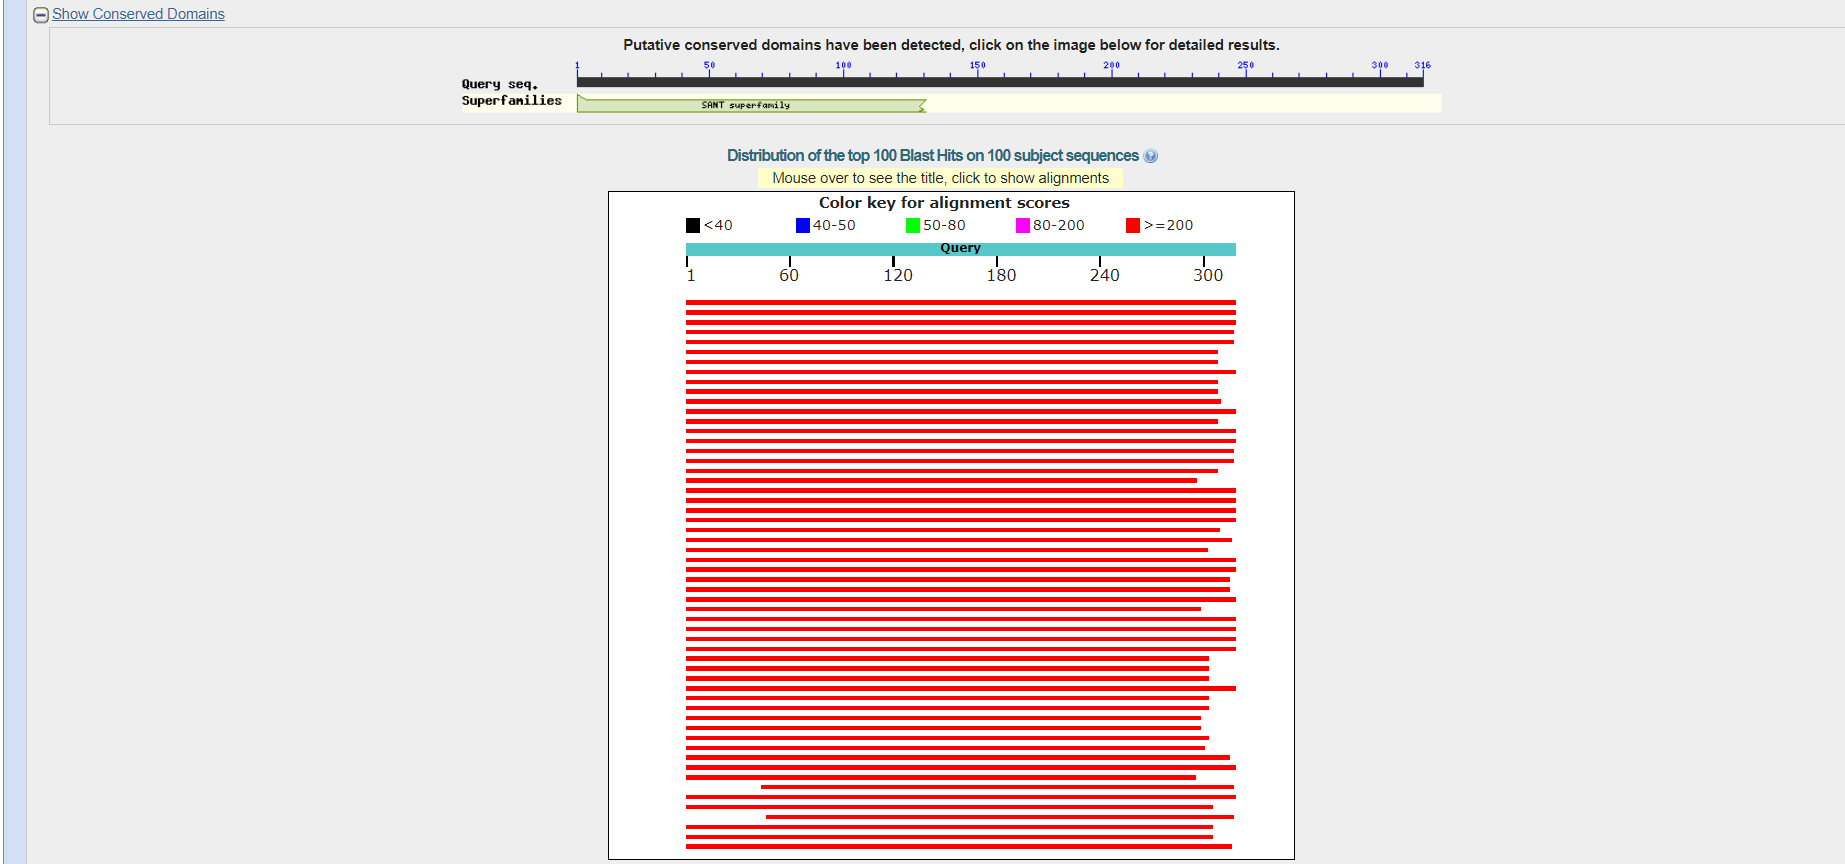 Show Conserved Domains
Putative conserved domains have been detected, click on the image below for detailed results.
1 50 100 150 200 250 300 316
Query seq.
Superfamilies SANT superfamily
Distribution of the top 100 Blast Hits on 100 subject sequences ?
Mouse over to see the title, click to show alignments
Color key for alignment scores
<40 40-50 50-80 80-200 >=200
Query
1 60 120 180 240 300